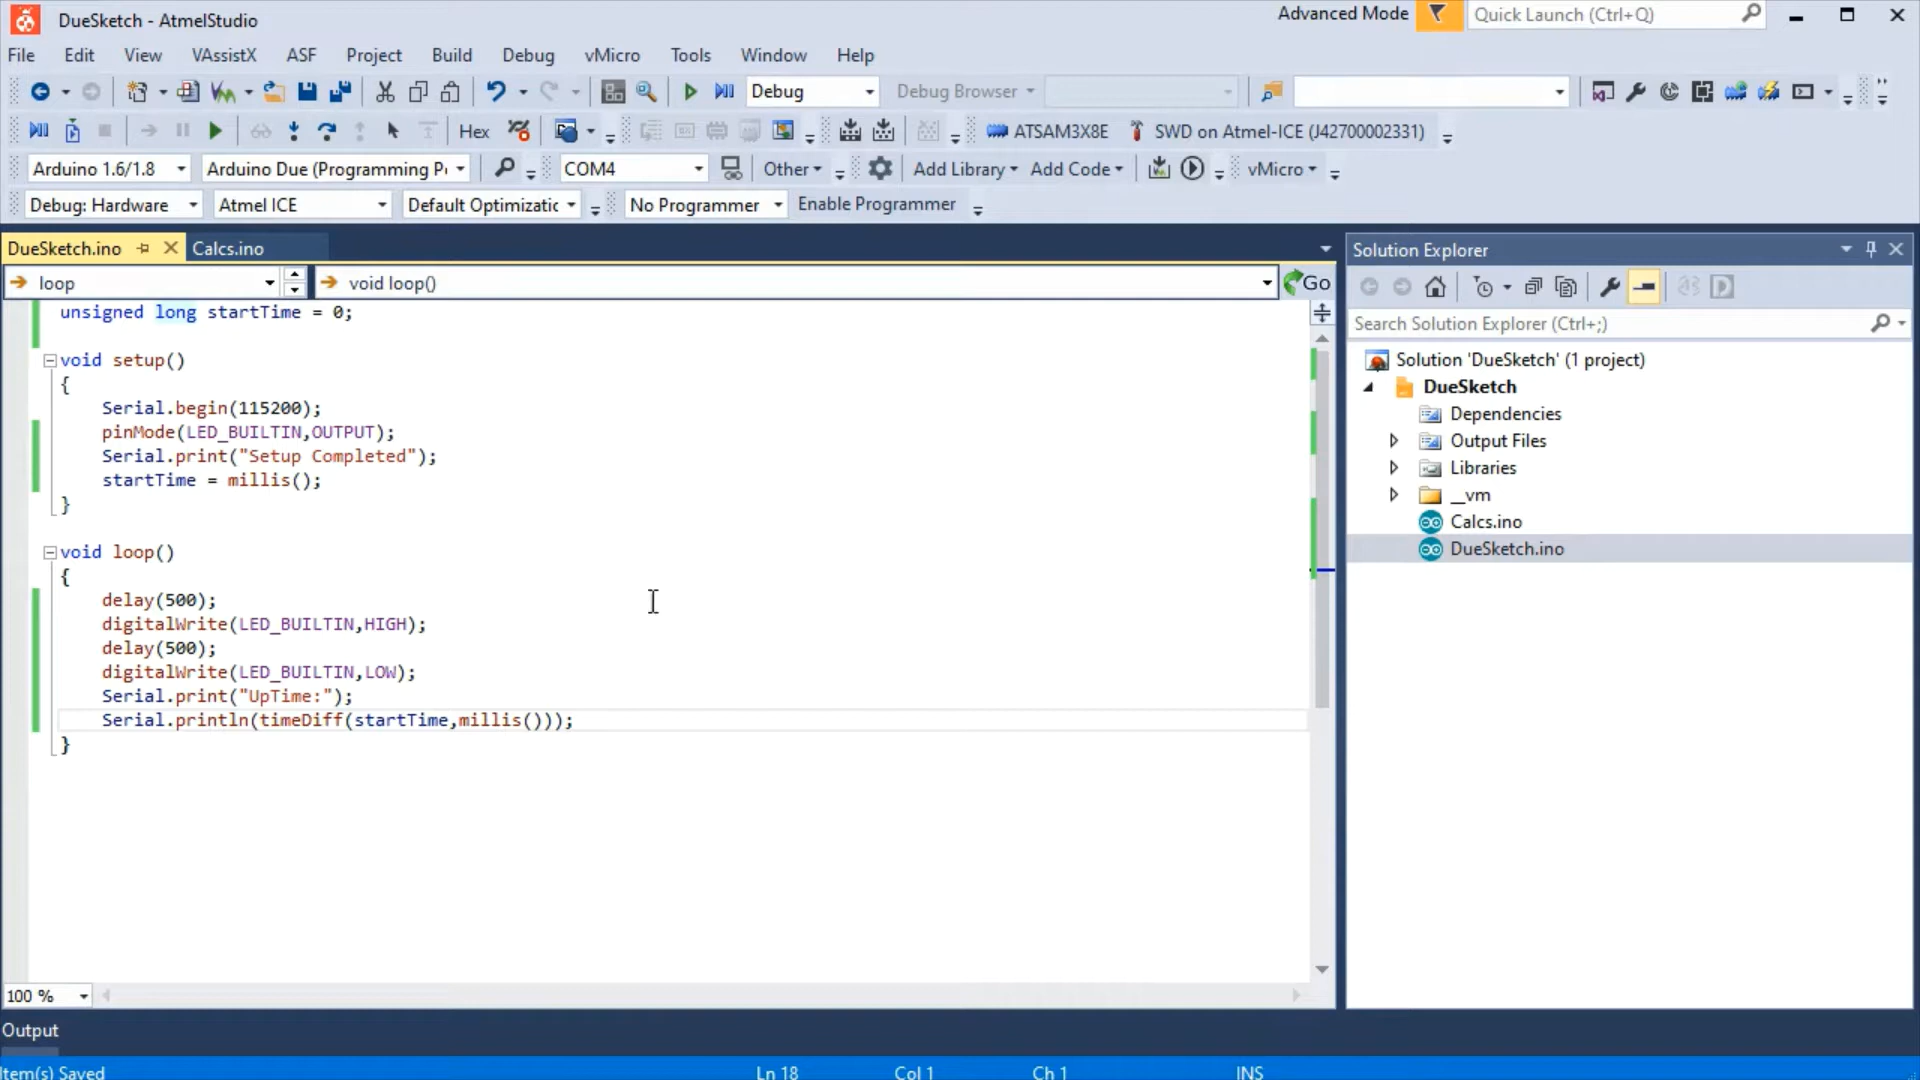 DueSketch - AtmelStudio
Advanced Mode
Quick Launch (Ctrl+Q)
File Edit View VAssistX ASF Project Build Debug vMicro Tools Window Help
Debug Debug Browser
Hex ATSAM3X8E SWD on Atmel-ICE (J42700002331)
Arduino 1.6/1.8 Arduino Due (Programming P COM4 Other Add Library Add Code vMicro
Debug: Hardware Atmel ICE Default Optimizatic No Programmer Enable Programmer
DueSketch.ino Calcs.ino
loop void loop() Go
unsigned long startTime = 0;
void setup()
{
Serial.begin(115200);
pinMode(LED_BUILTIN,OUTPUT);
Serial.print("Setup Completed");
startTime = millis();
}
void loop()
{
delay(500);
digitalWrite(LED_BUILTIN,HIGH);
delay(500);
digitalWrite(LED_BUILTIN,LOW);
Serial.print("UpTime:");
Serial.println(timeDiff(startTime,millis()));
}
100 %
Solution Explorer
Search Solution Explorer (Ctrl+;)
Solution 'DueSketch' (1 project)
DueSketch
Dependencies
Output Files
Libraries
__vm
Calcs.ino
DueSketch.ino
Output
tem(s) Saved Ln 18 Col 1 Ch 1 INS